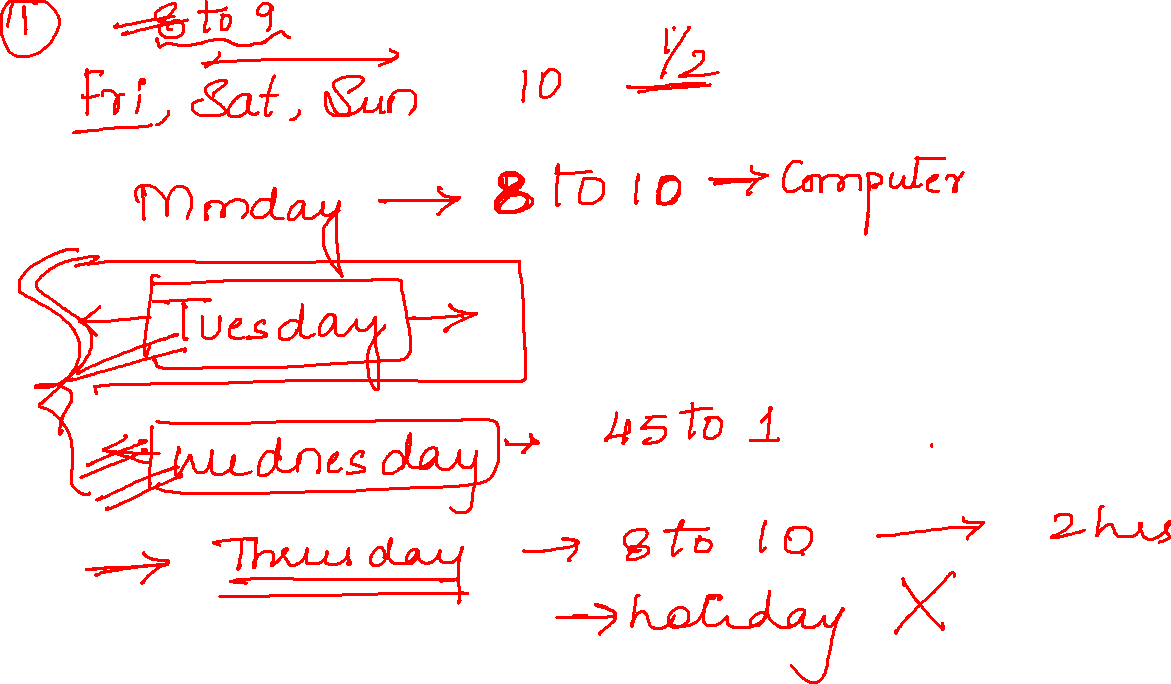 1 8 to 9
Fri, Sat, Sun 10 1/2
Monday → 8 to 10 → Computer
Tuesday
Wednesday → 45 to 1
→ Thursday → 8 to 10 → 2 hrs
→ holiday X